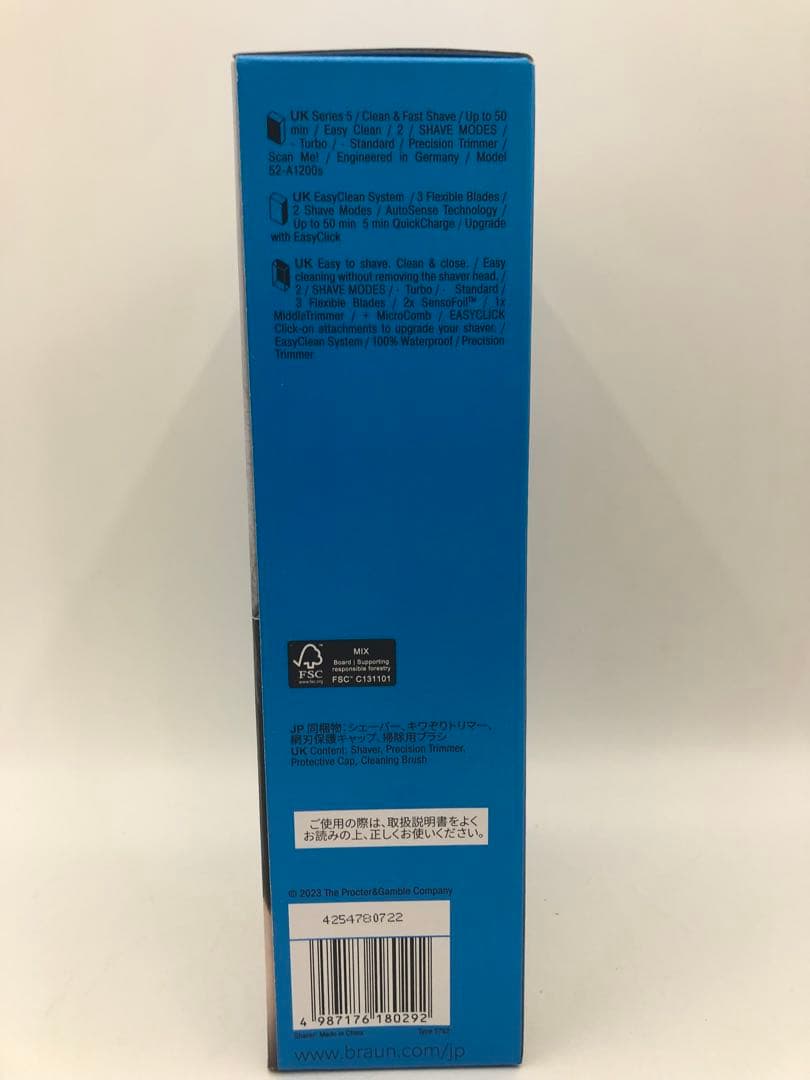 UK Series 5 / Clean & Fast Shave / Up to 50
min / Easy Clean / 2 / SHAVE MODES /
· Turbo / · Standard / Precision Trimmer /
Scan Me! / Engineered in Germany / Model
52-A1200s
UK EasyClean System / 3 Flexible Blades /
2 Shave Modes / AutoSense Technology /
Up to 50 min 5 min QuickCharge / Upgrade
with EasyClick
UK Easy to shave. Clean & close. / Easy
cleaning without removing the shaver head. /
2 / SHAVE MODES / · Turbo / · Standard /
3 Flexible Blades / 2x SensoFoil™ / 1x
MiddleTrimmer / + MicroComb / EASYCLICK
Click-on attachments to upgrade your shaver. /
EasyClean System / 100% Waterproof / Precision
Trimmer
FSC
www.fsc.org
MIX
Board | Supporting
responsible forestry
FSC™ C131101
JP 同梱物: シェーバー、キワぞりトリマー、
網刃保護キャップ、掃除用ブラシ
UK Content: Shaver, Precision Trimmer,
Protective Cap, Cleaning Brush
ご使用の際は、取扱説明書をよく
お読みの上、正しくお使いください。
© 2023 The Procter&Gamble Company
4254780722
4 987176 180292
Shaver: Made in China
Type
www.braun.com/jp